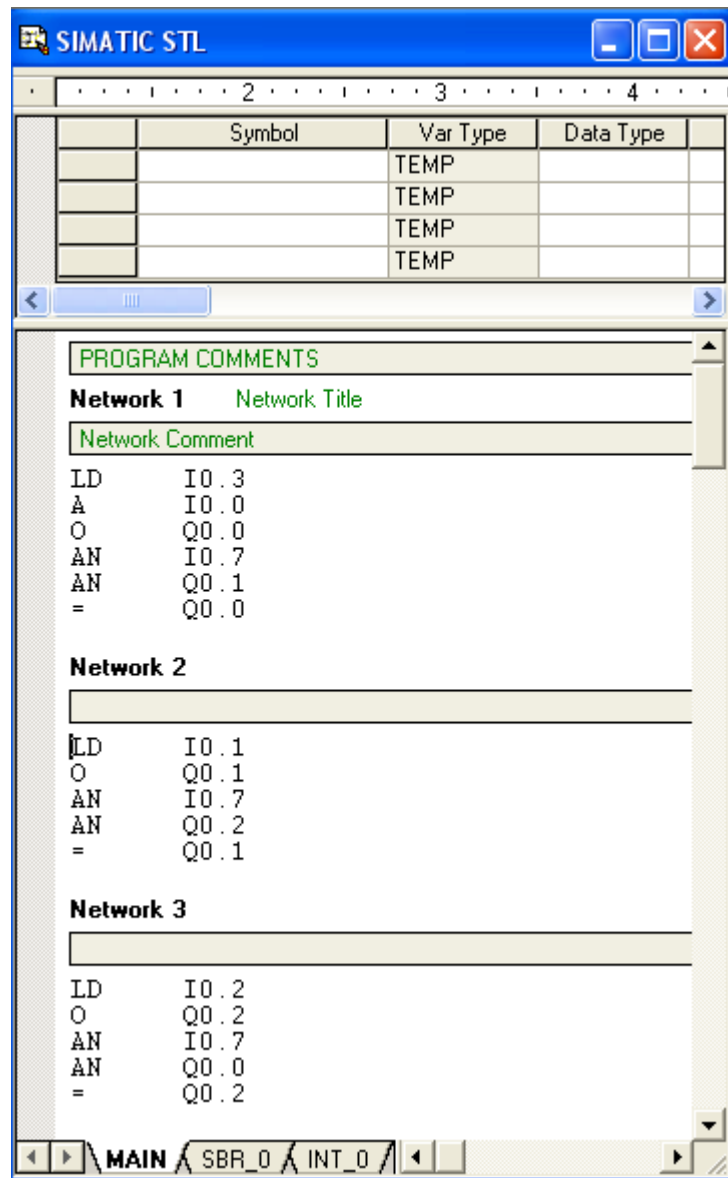 SIMATIC STL
2 3 4
Symbol Var Type Data Type
TEMP
TEMP
TEMP
TEMP
PROGRAM COMMENTS
Network 1 Network Title
Network Comment
LD I0.3
A I0.0
O Q0.0
AN I0.7
AN Q0.1
= Q0.0
Network 2
LD I0.1
O Q0.1
AN I0.7
AN Q0.2
= Q0.1
Network 3
LD I0.2
O Q0.2
AN I0.7
AN Q0.0
= Q0.2
MAIN SBR_0 INT_0